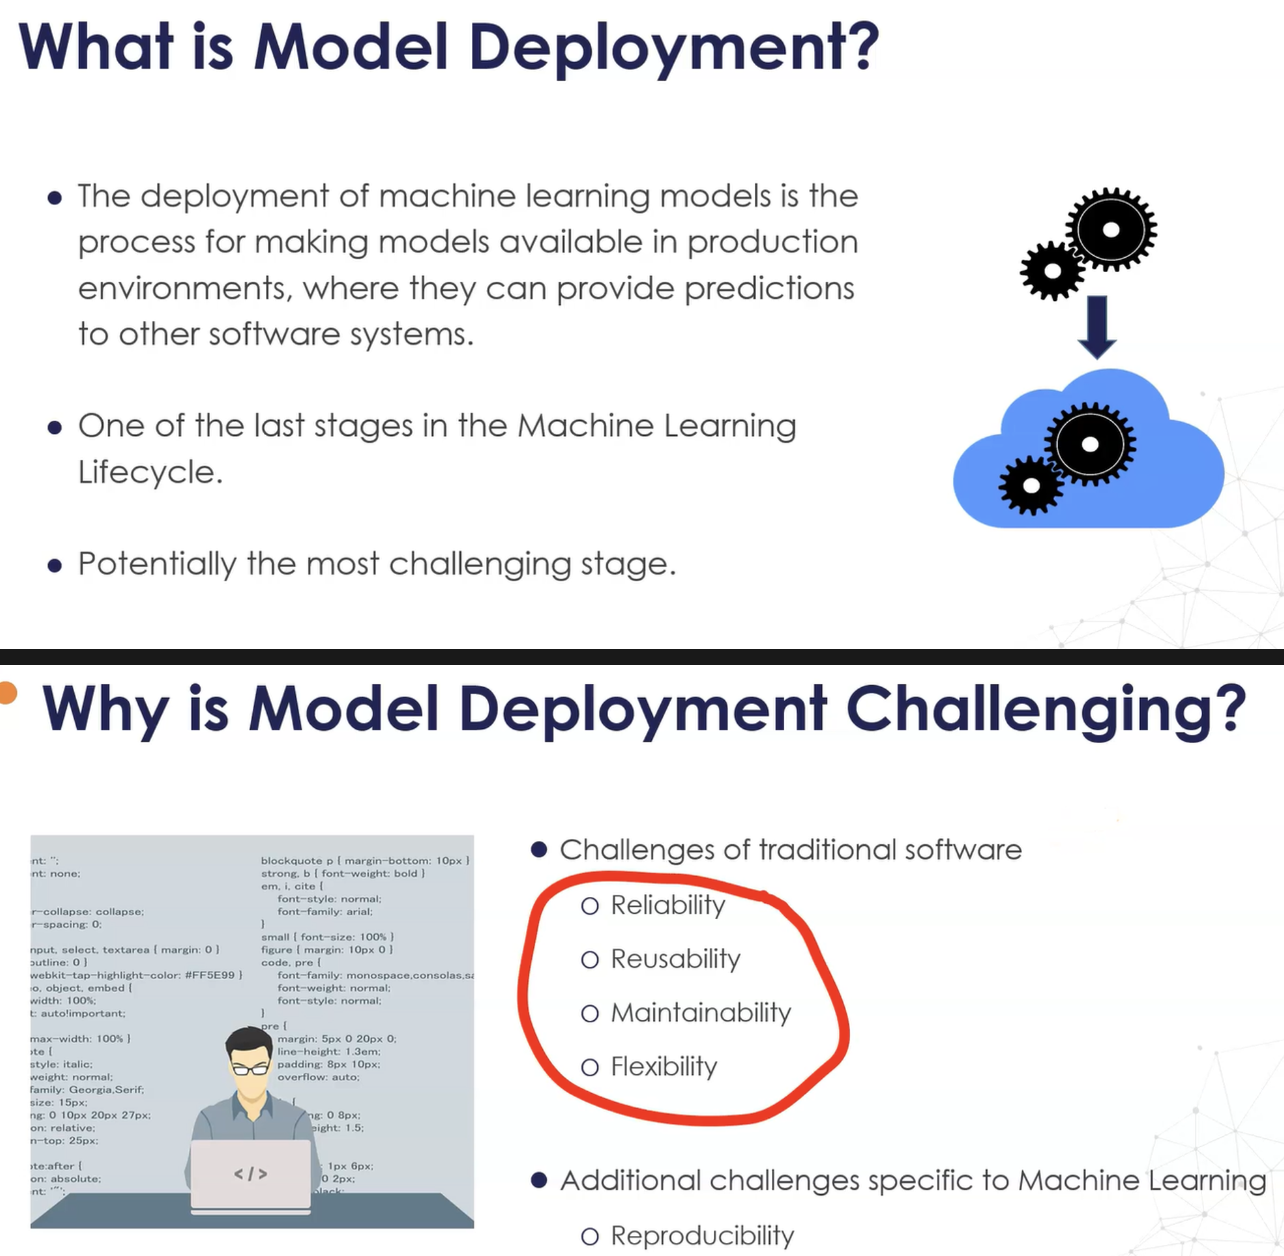 What is Model Deployment?
• The deployment of machine learning models is the
process for making models available in production
environments, where they can provide predictions
to other software systems.
• One of the last stages in the Machine Learning
Lifecycle.
• Potentially the most challenging stage.
Why is Model Deployment Challenging?
nt: ";
nt: none;
r-collapse: collapse;
r-spacing: 0;
nput, select, textarea { margin: 0 }
outline: 0 }
webkit-tap-highlight-color: #FF5E99 }
o, object, embed {
width: 100%;
t: auto!important;
max-width: 100% }
te {
style: italic;
weight: normal;
family: Georgia,Serif;
size: 15px;
ng: 0 10px 20px 27px;
on: relative;
n-top: 25px;
te:after {
on: absolute;
blockquote p { margin-bottom: 10px }
strong, b { font-weight: bold }
em, i, cite {
font-style: normal;
font-family: arial;
}
small { font-size: 100% }
figure { margin: 10px 0 }
code, pre {
font-family: monospace,consolas,sa
font-weight: normal;
font-style: normal;
}
pre {
margin: 5px 0 20px 0;
line-height: 1.3em;
padding: 8px 10px;
overflow: auto;
{
ng: 0 8px;
eight: 1.5;
1px 6px;
0 2px;
</>
• Challenges of traditional software
○ Reliability
○ Reusability
○ Maintainability
○ Flexibility
• Additional challenges specific to Machine Learning
○ Reproducibility